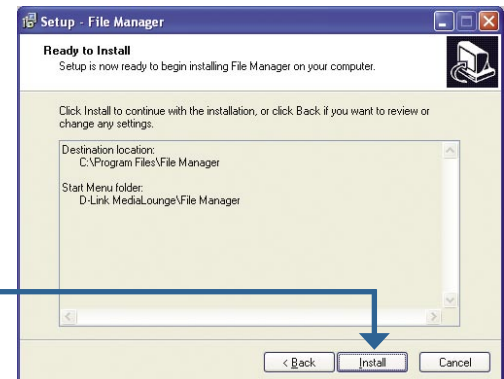 Setup - File Manager
Ready to Install
Setup is now ready to begin installing File Manager on your computer.
Click Install to continue with the installation, or click Back if you want to review or
change any settings.
Destination location:
C:\Program Files\File Manager
Start Menu folder:
D-Link MediaLounge\File Manager
< Back
Install
Cancel